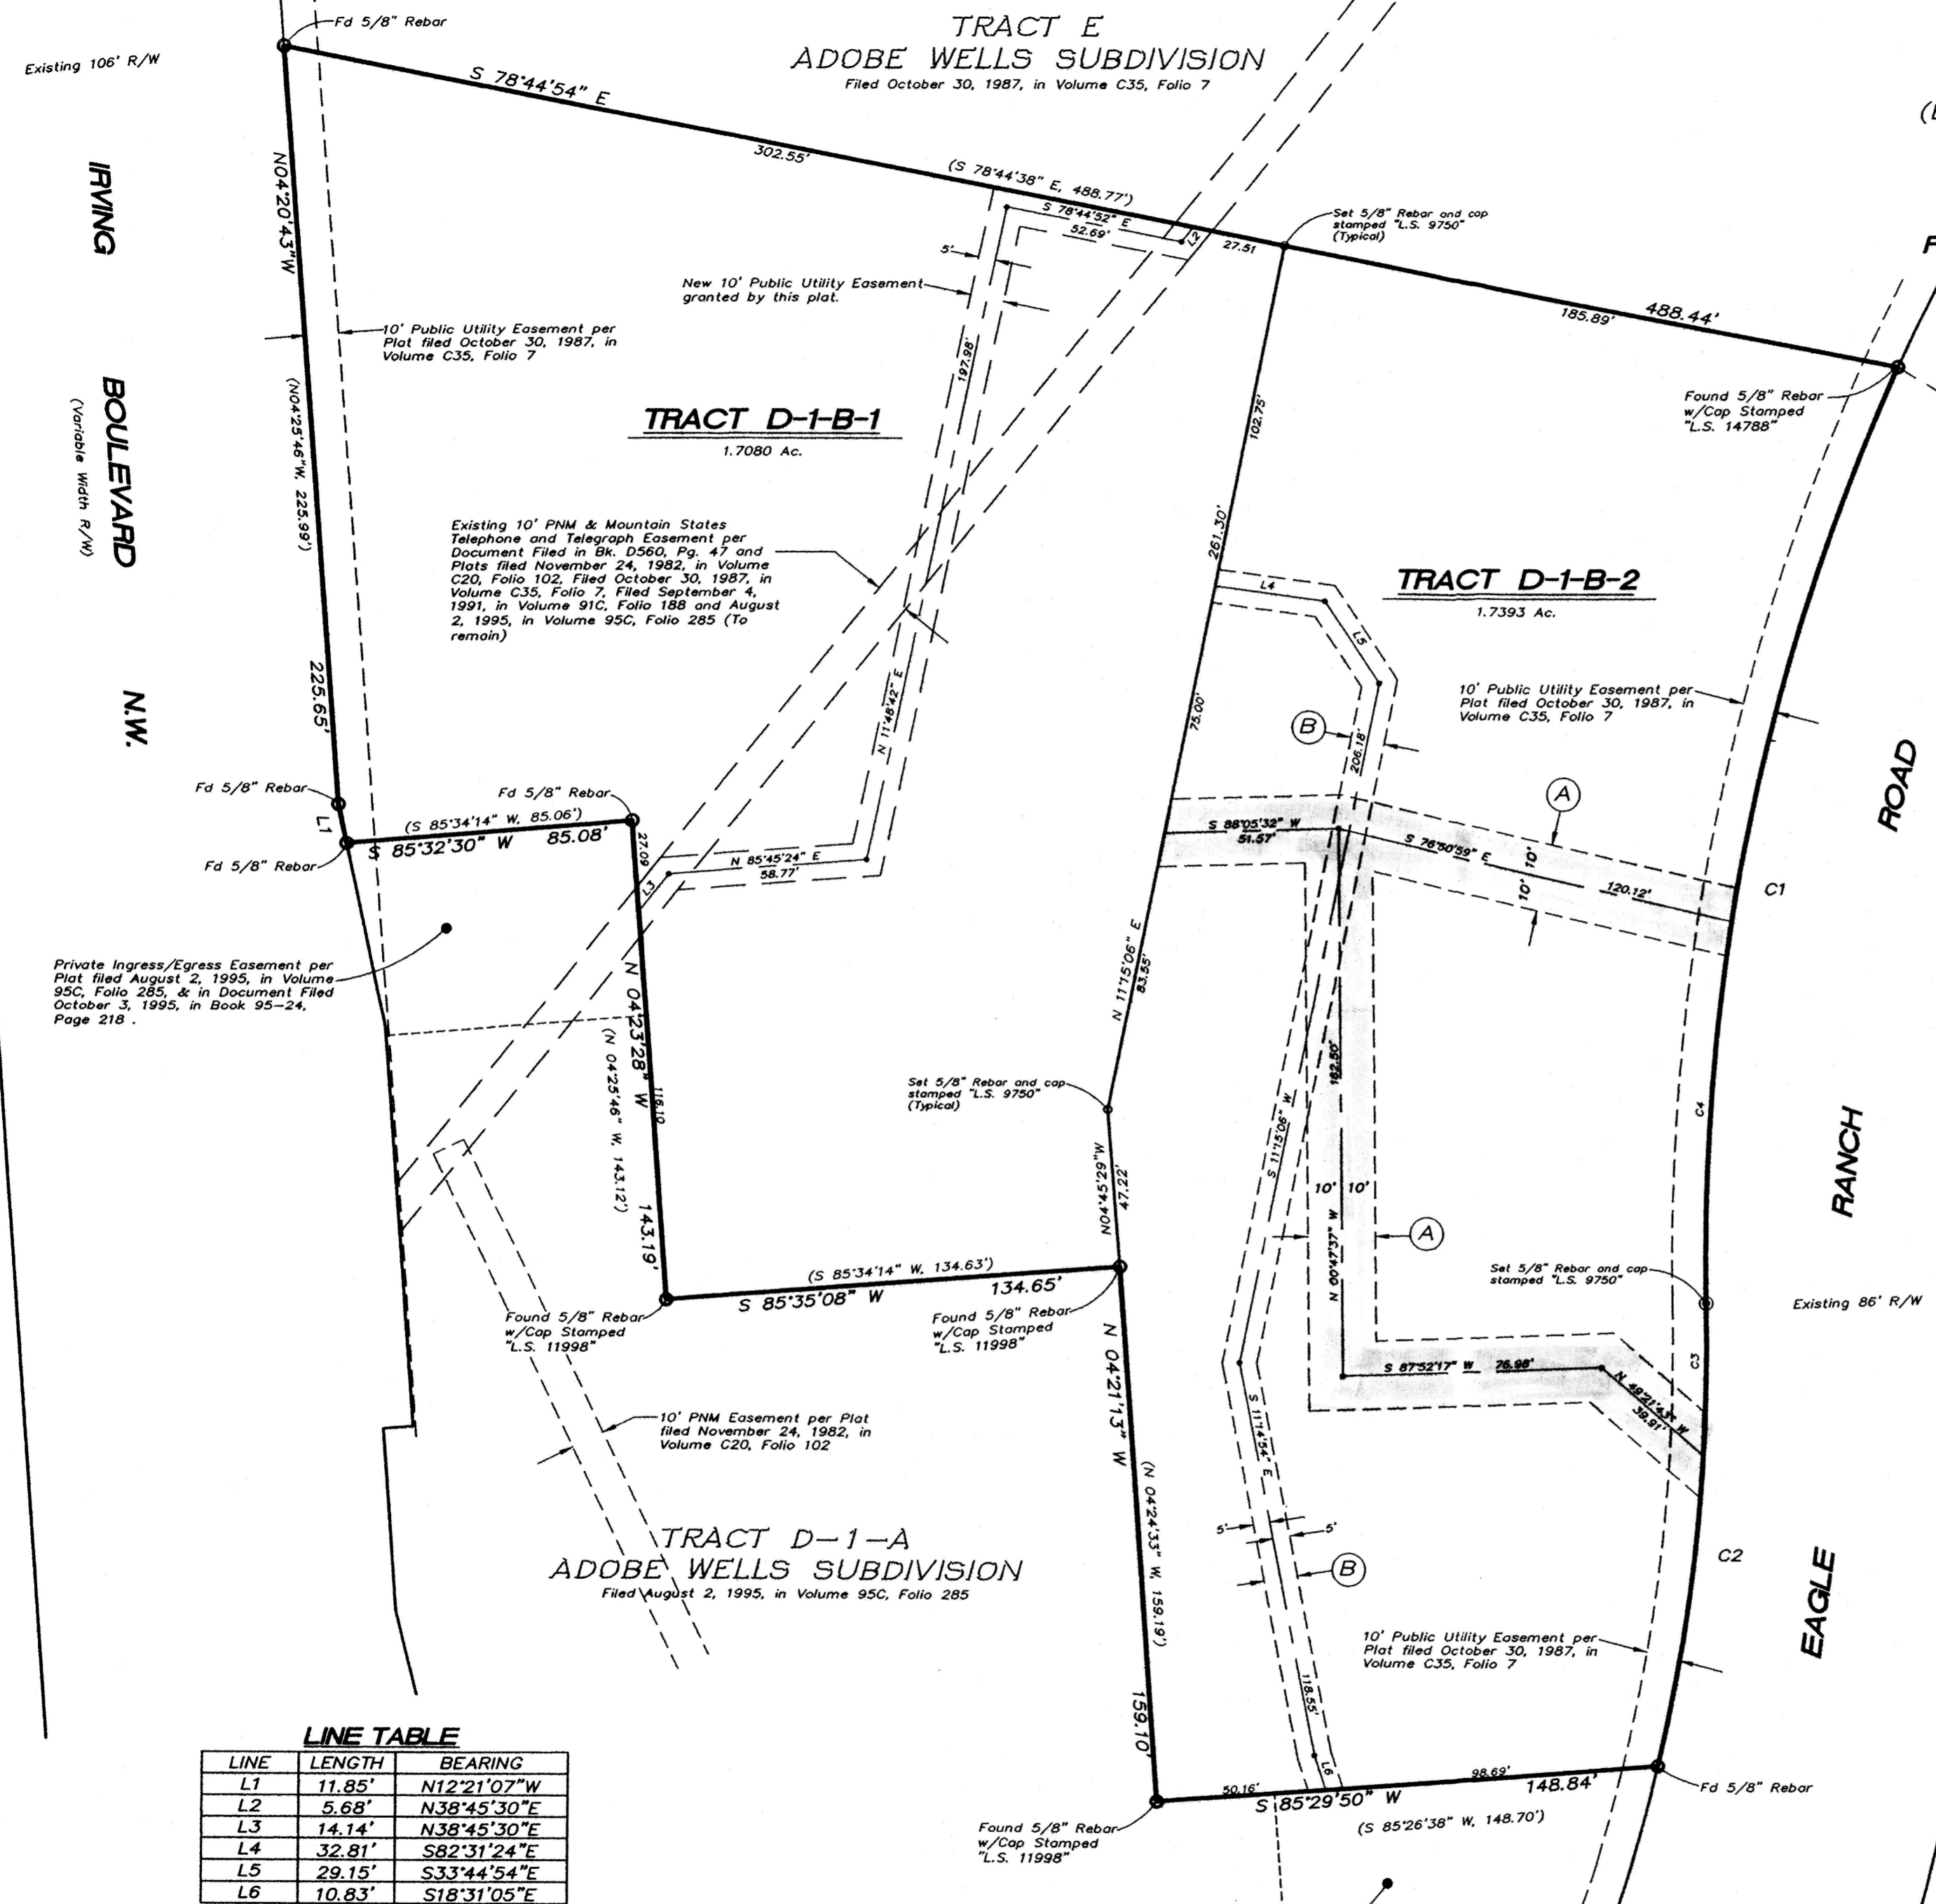 Fd 5/8" Rebar
Existing 106' R/W
TRACT E
ADOBE WELLS SUBDIVISION
Filed October 30, 1987, in Volume C35, Folio 7
S 78°44'54" E
302.55'
(S 78°44'38" E, 488.77')
S 78°44'52" E
52.69'
L2
27.51
Set 5/8" Rebar and cap
stamped "L.S. 9750"
(Typical)
185.89'
488.44'
IRVING
BOULEVARD
N.W.
(Variable Width R/W)
N04°20'43"W
(N04°25'46"W, 225.99')
225.65'
5'
New 10' Public Utility Easement
granted by this plat.
10' Public Utility Easement per
Plat filed October 30, 1987, in
Volume C35, Folio 7
197.98'
102.75'
Found 5/8" Rebar
w/Cap Stamped
"L.S. 14788"
TRACT D-1-B-1
1.7080 Ac.
Existing 10' PNM & Mountain States
Telephone and Telegraph Easement per
Document Filed in Bk. D560, Pg. 47 and
Plats filed November 24, 1982, in Volume
C20, Folio 102, Filed October 30, 1987, in
Volume C35, Folio 7, Filed September 4,
1991, in Volume 91C, Folio 188 and August
2, 1995, in Volume 95C, Folio 285 (To
remain)
261.30'
L4
L5
TRACT D-1-B-2
1.7393 Ac.
N 11°48'42" E
75.00'
B
206.18'
10' Public Utility Easement per
Plat filed October 30, 1987, in
Volume C35, Folio 7
A
ROAD
RANCH
EAGLE
Fd 5/8" Rebar
L1
Fd 5/8" Rebar
Fd 5/8" Rebar
(S 85°34'14" W, 85.06')
S 85°32'30" W 85.08'
27.09
L3
N 85°45'24" E
58.77'
S 88°05'32" W
51.57'
S 76°50'59" E
120.12'
10'
10'
C1
Private Ingress/Egress Easement per
Plat filed August 2, 1995, in Volume
95C, Folio 285, & in Document Filed
October 3, 1995, in Book 95-24,
Page 218 .
N 04°23'28" W
116.10
(N 04°25'46" W, 143.12')
143.19'
N 11°15'06" E
83.55'
Set 5/8" Rebar and cap
stamped "L.S. 9750"
(Typical)
N04°45'29"W
47.22'
S 11°15'06" W
182.50'
10' 10'
N 00°47'37" W
A
C4
Set 5/8" Rebar and cap
stamped "L.S. 9750"
Existing 86' R/W
C3
(S 85°34'14" W, 134.63')
S 85°35'08" W 134.65'
Found 5/8" Rebar
w/Cap Stamped
"L.S. 11998"
Found 5/8" Rebar
w/Cap Stamped
"L.S. 11998"
S 87°52'17" W 76.98'
N 49°21'43" W
39.91'
N 04°21'13" W
(N 04°24'33" W, 159.19')
159.10'
S 11°14'54" E
5'
5'
B
118.55'
L6
C2
10' PNM Easement per Plat
filed November 24, 1982, in
Volume C20, Folio 102
TRACT D-1-A
ADOBE WELLS SUBDIVISION
Filed August 2, 1995, in Volume 95C, Folio 285
10' Public Utility Easement per
Plat filed October 30, 1987, in
Volume C35, Folio 7
50.16'
98.69'
S 85°29'50" W 148.84'
(S 85°26'38" W, 148.70')
Fd 5/8" Rebar
Found 5/8" Rebar
w/Cap Stamped
"L.S. 11998"
LINE TABLE
LINE LENGTH BEARING
L1 11.85' N12°21'07"W
L2 5.68' N38°45'30"E
L3 14.14' N38°45'30"E
L4 32.81' S82°31'24"E
L5 29.15' S33°44'54"E
L6 10.83' S18°31'05"E